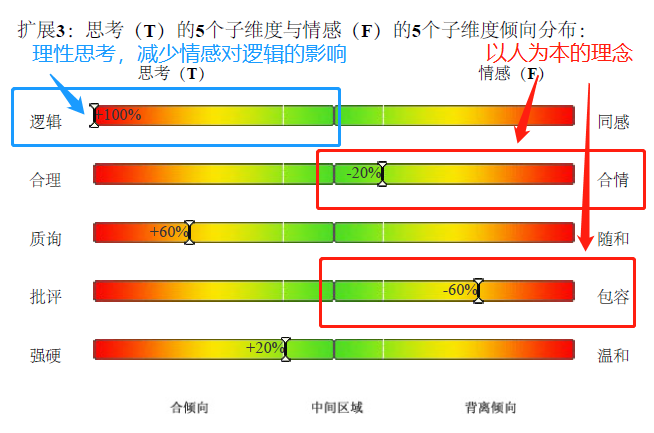 扩展3：思考（T）的5个子维度与情感（F）的5个子维度倾向分布：
理性思考，减少情感对逻辑的影响
以人为本的理念
思考（T）
情感（F）
逻辑
+100%
同感
合理
-20%
合情
质询
+60%
随和
批评
-60%
包容
强硬
+20%
温和
合倾向
中间区域
背离倾向